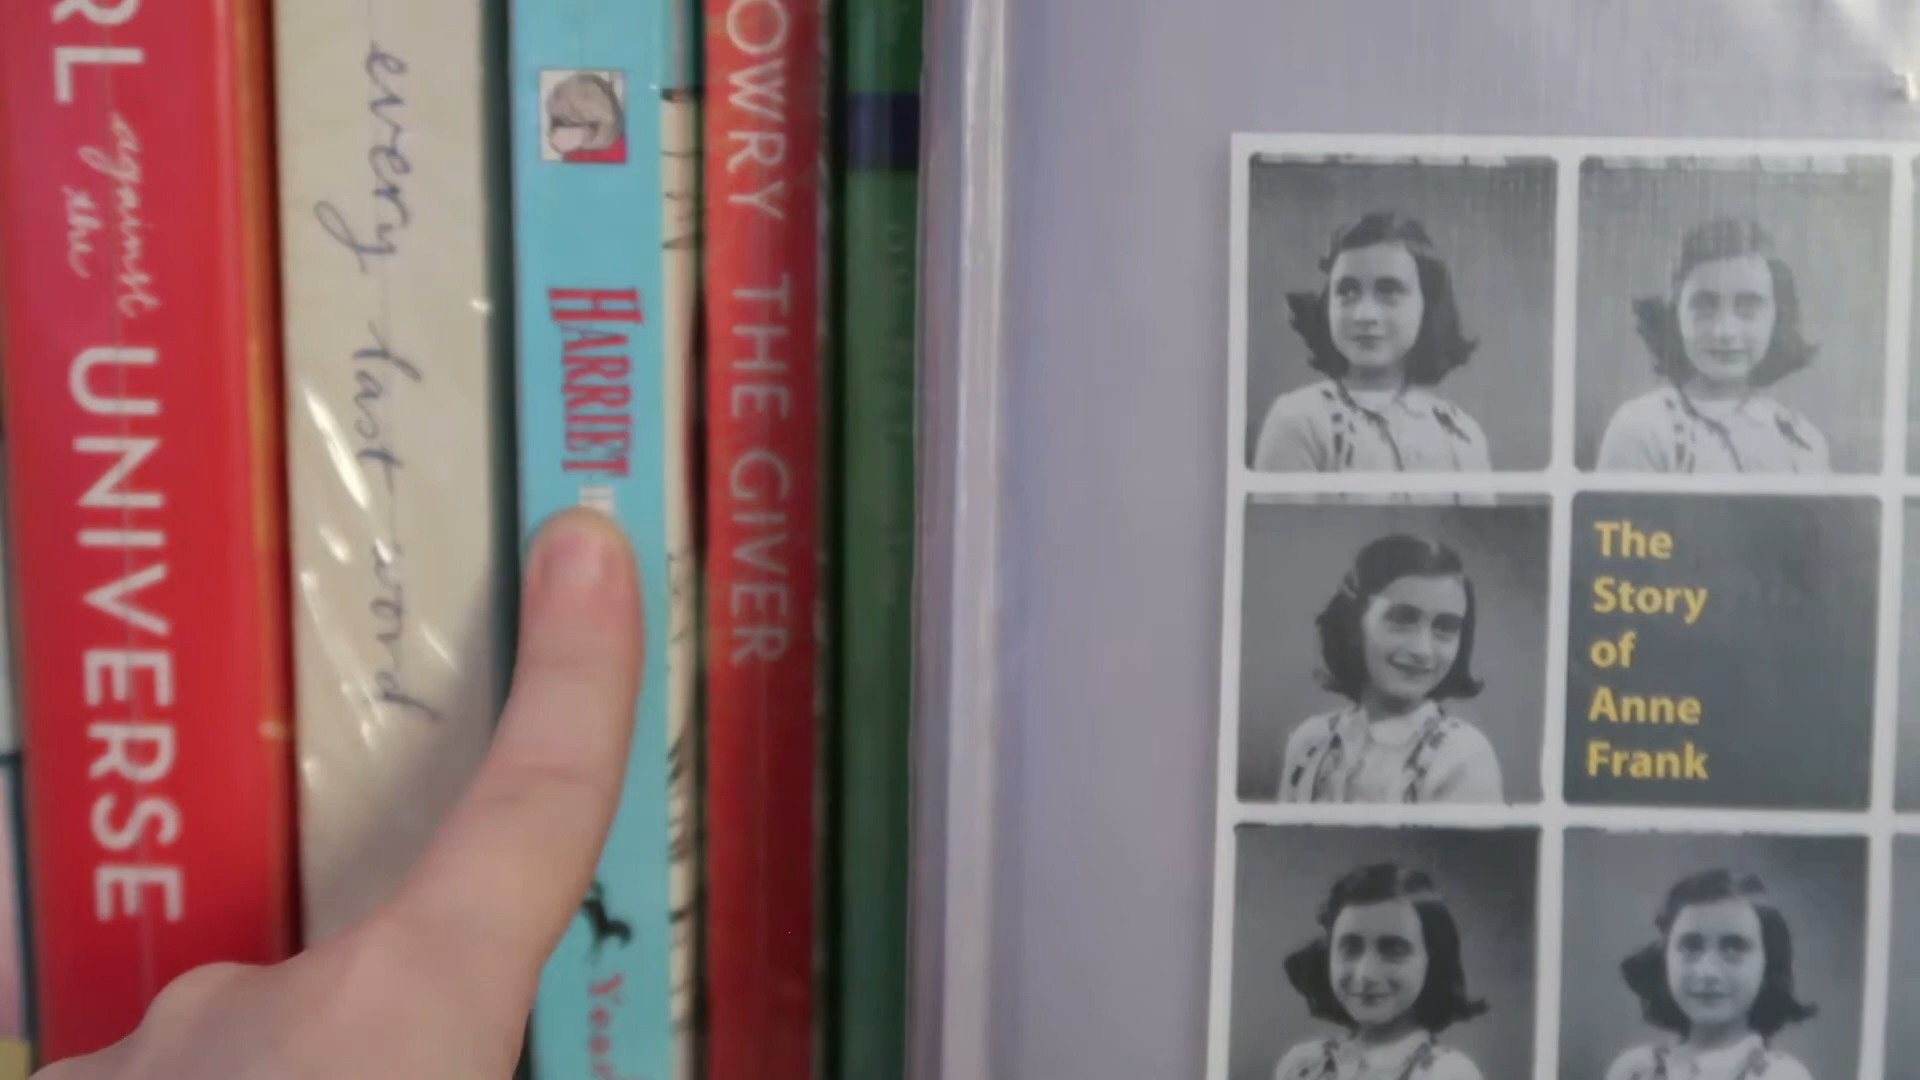 RL against the UNIVERSE
every last word
HARRIET
OWRY THE GIVER
The
Story
of
Anne
Frank